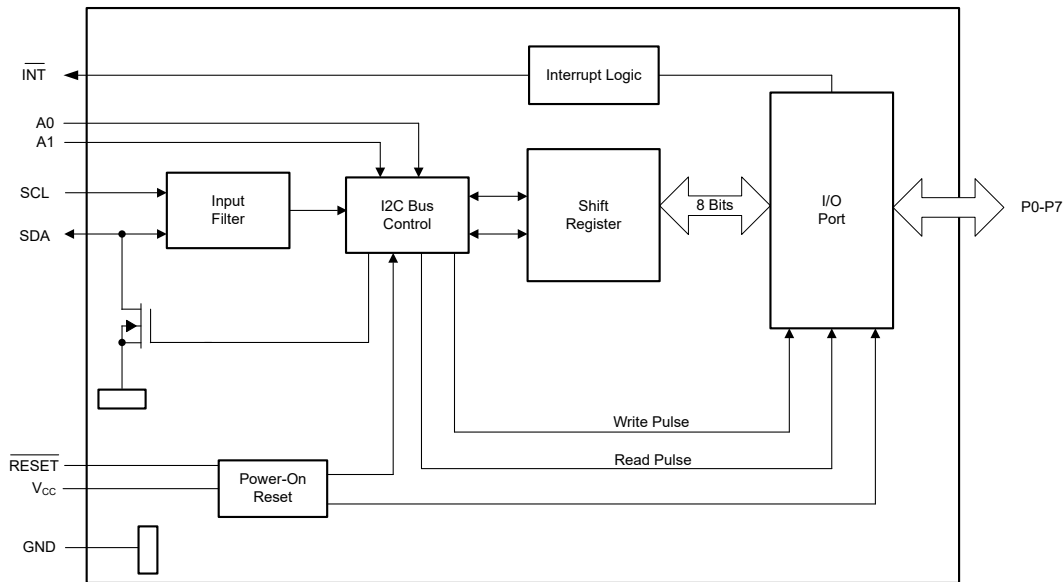 INT
Interrupt Logic
A0
A1
SCL
Input
Filter
I2C Bus
Control
Shift
Register
8 Bits
I/O
Port
P0-P7
SDA
Write Pulse
Read Pulse
RESET
Power-On
Reset
VCC
GND